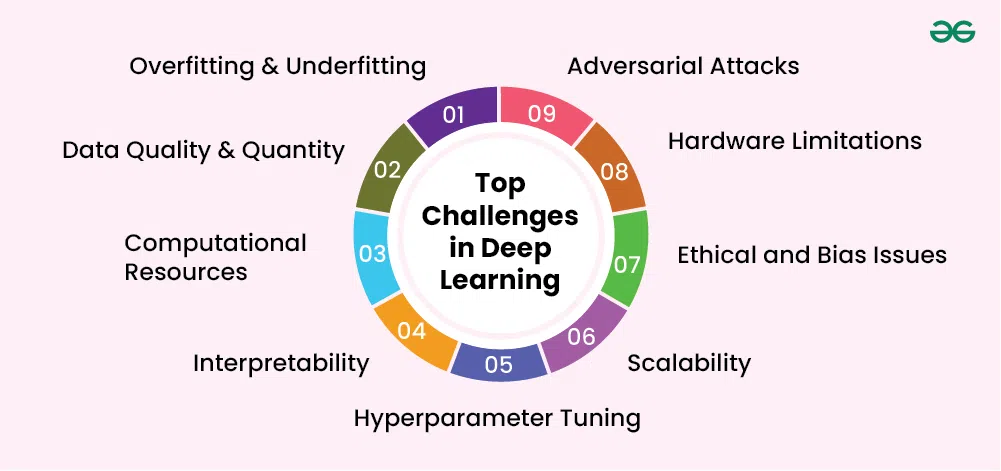 Top
Challenges
in Deep
Learning
01
Overfitting & Underfitting
02
Data Quality & Quantity
03
Computational
Resources
04
Interpretability
05
Hyperparameter Tuning
06
Scalability
07
Ethical and Bias Issues
08
Hardware Limitations
09
Adversarial Attacks